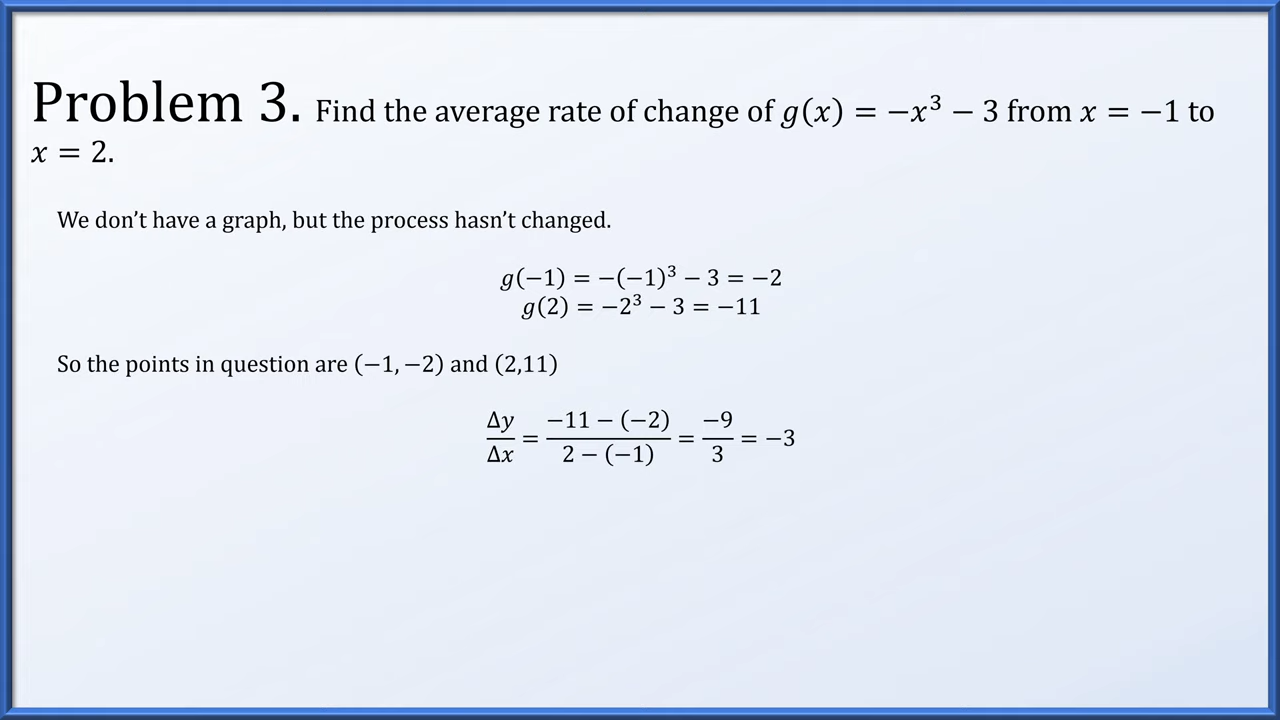 Problem 3. Find the average rate of change of g(x) = −x³ − 3 from x = −1 to
x = 2.
We don’t have a graph, but the process hasn’t changed.
g(−1) = −(−1)³ − 3 = −2
g(2) = −2³ − 3 = −11
So the points in question are (−1, −2) and (2,11)
Δy/Δx = (−11 − (−2))/(2 − (−1)) = −9/3 = −3